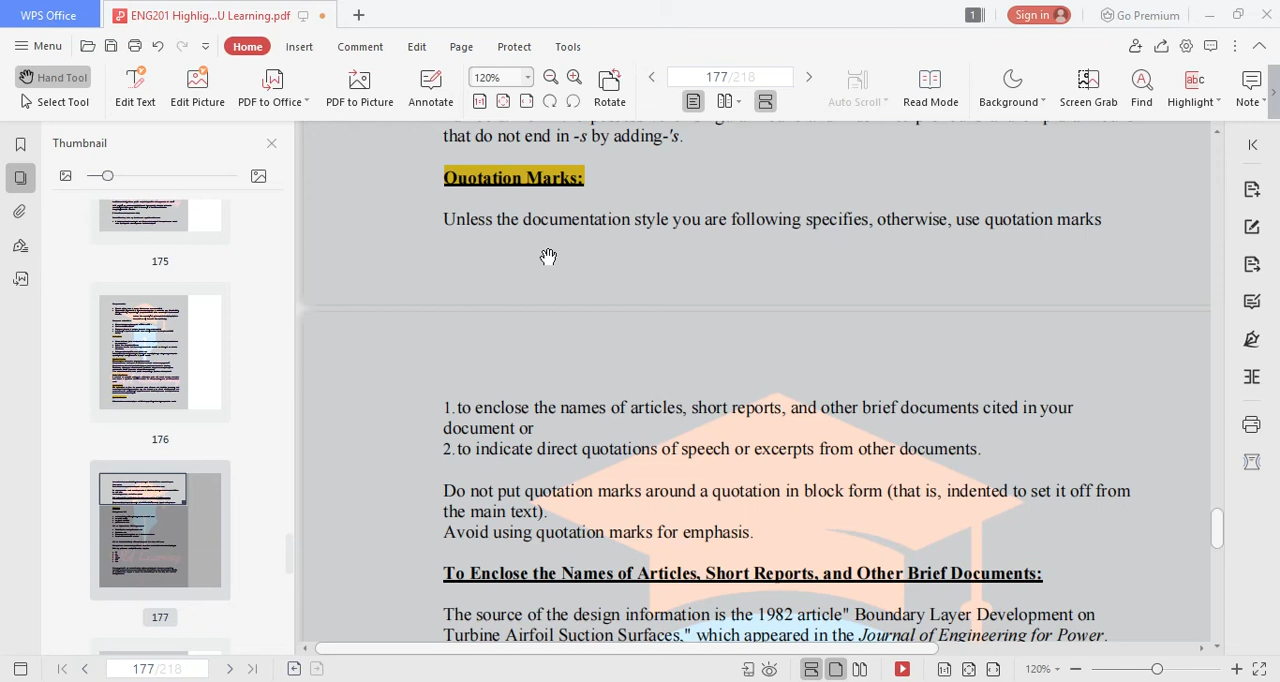 WPS Office
ENG201 Highlig...U Learning.pdf
1
Sign in
Go Premium
Menu
Home
Insert
Comment
Edit
Page
Protect
Tools
Hand Tool
Select Tool
Edit Text
Edit Picture
PDF to Office
PDF to Picture
Annotate
120%
Rotate
177/218
Auto Scroll
Read Mode
Background
Screen Grab
Find
Highlight
Note
Thumbnail
175
176
177
that do not end in -s by adding-'s.
Quotation Marks:
Unless the documentation style you are following specifies, otherwise, use quotation marks
1.to enclose the names of articles, short reports, and other brief documents cited in your
document or
2.to indicate direct quotations of speech or excerpts from other documents.
Do not put quotation marks around a quotation in block form (that is, indented to set it off from
the main text).
Avoid using quotation marks for emphasis.
To Enclose the Names of Articles, Short Reports, and Other Brief Documents:
The source of the design information is the 1982 article" Boundary Layer Development on
Turbine Airfoil Suction Surfaces," which appeared in the Journal of Engineering for Power.
177/218
120%